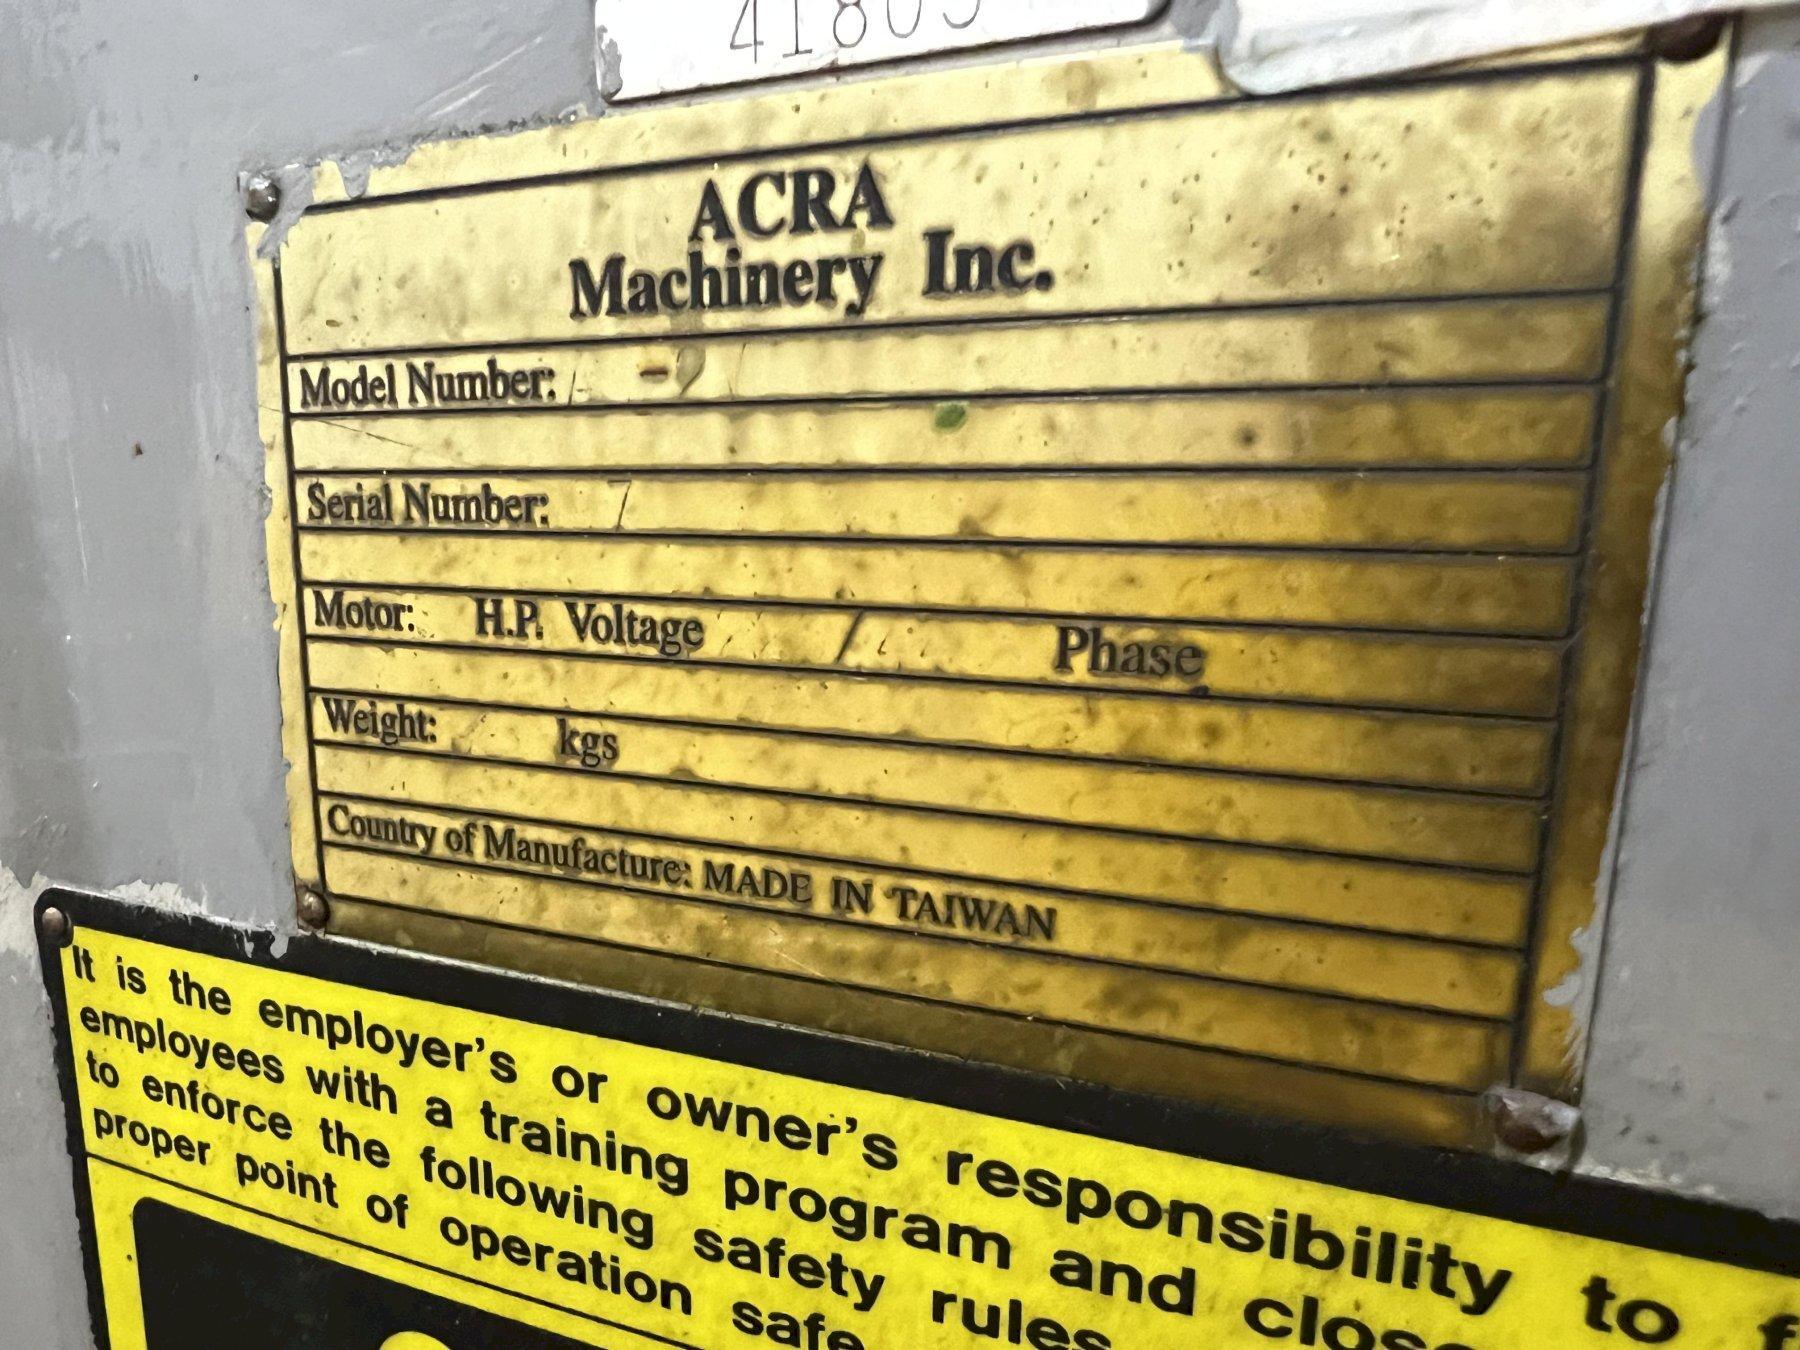 ACRA
Machinery Inc.
Model Number:
Serial Number: 7
Motor: H.P. Voltage / Phase
Weight: kgs
Country of Manufacture: MADE IN TAIWAN
It is the employer's or owner's responsibility to
employees with a training program and
to enforce the following safety rules
proper point of operation